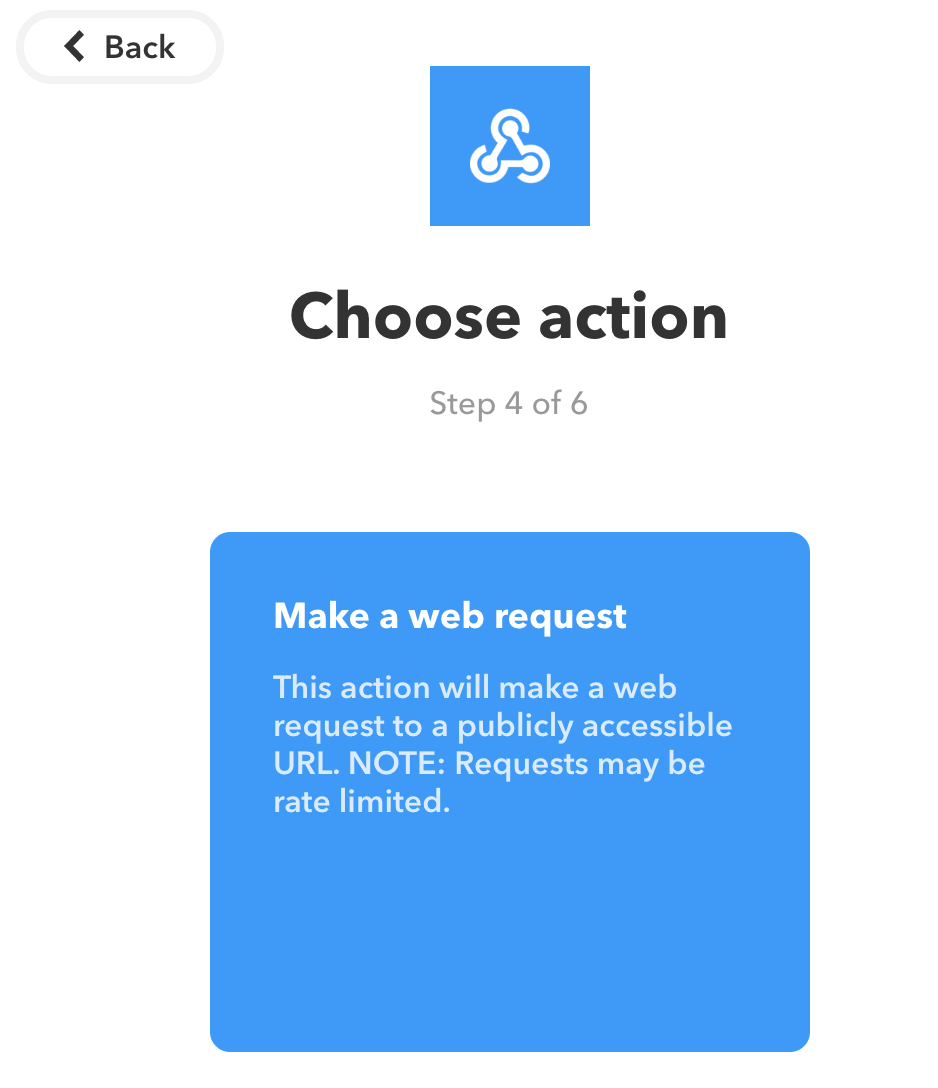 Back
Choose action
Step 4 of 6
Make a web request
This action will make a web
request to a publicly accessible
URL. NOTE: Requests may be
rate limited.